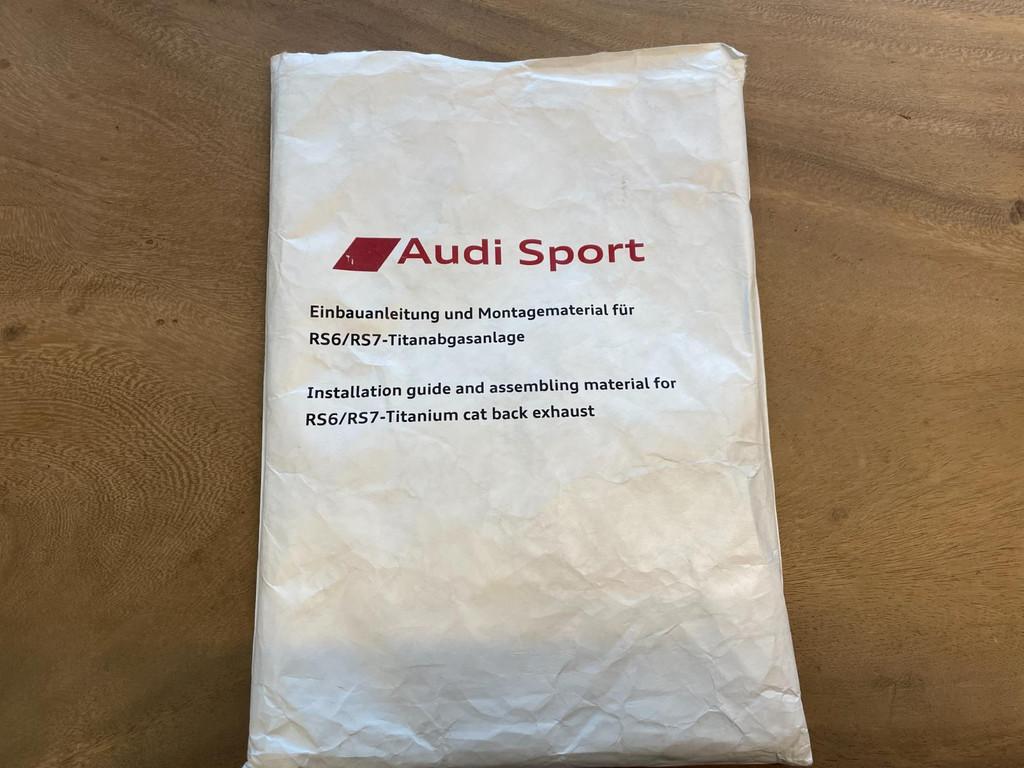 Audi Sport
Einbauanleitung und Montagematerial für
RS6/RS7-Titanabgasanlage
Installation guide and assembling material for
RS6/RS7-Titanium cat back exhaust